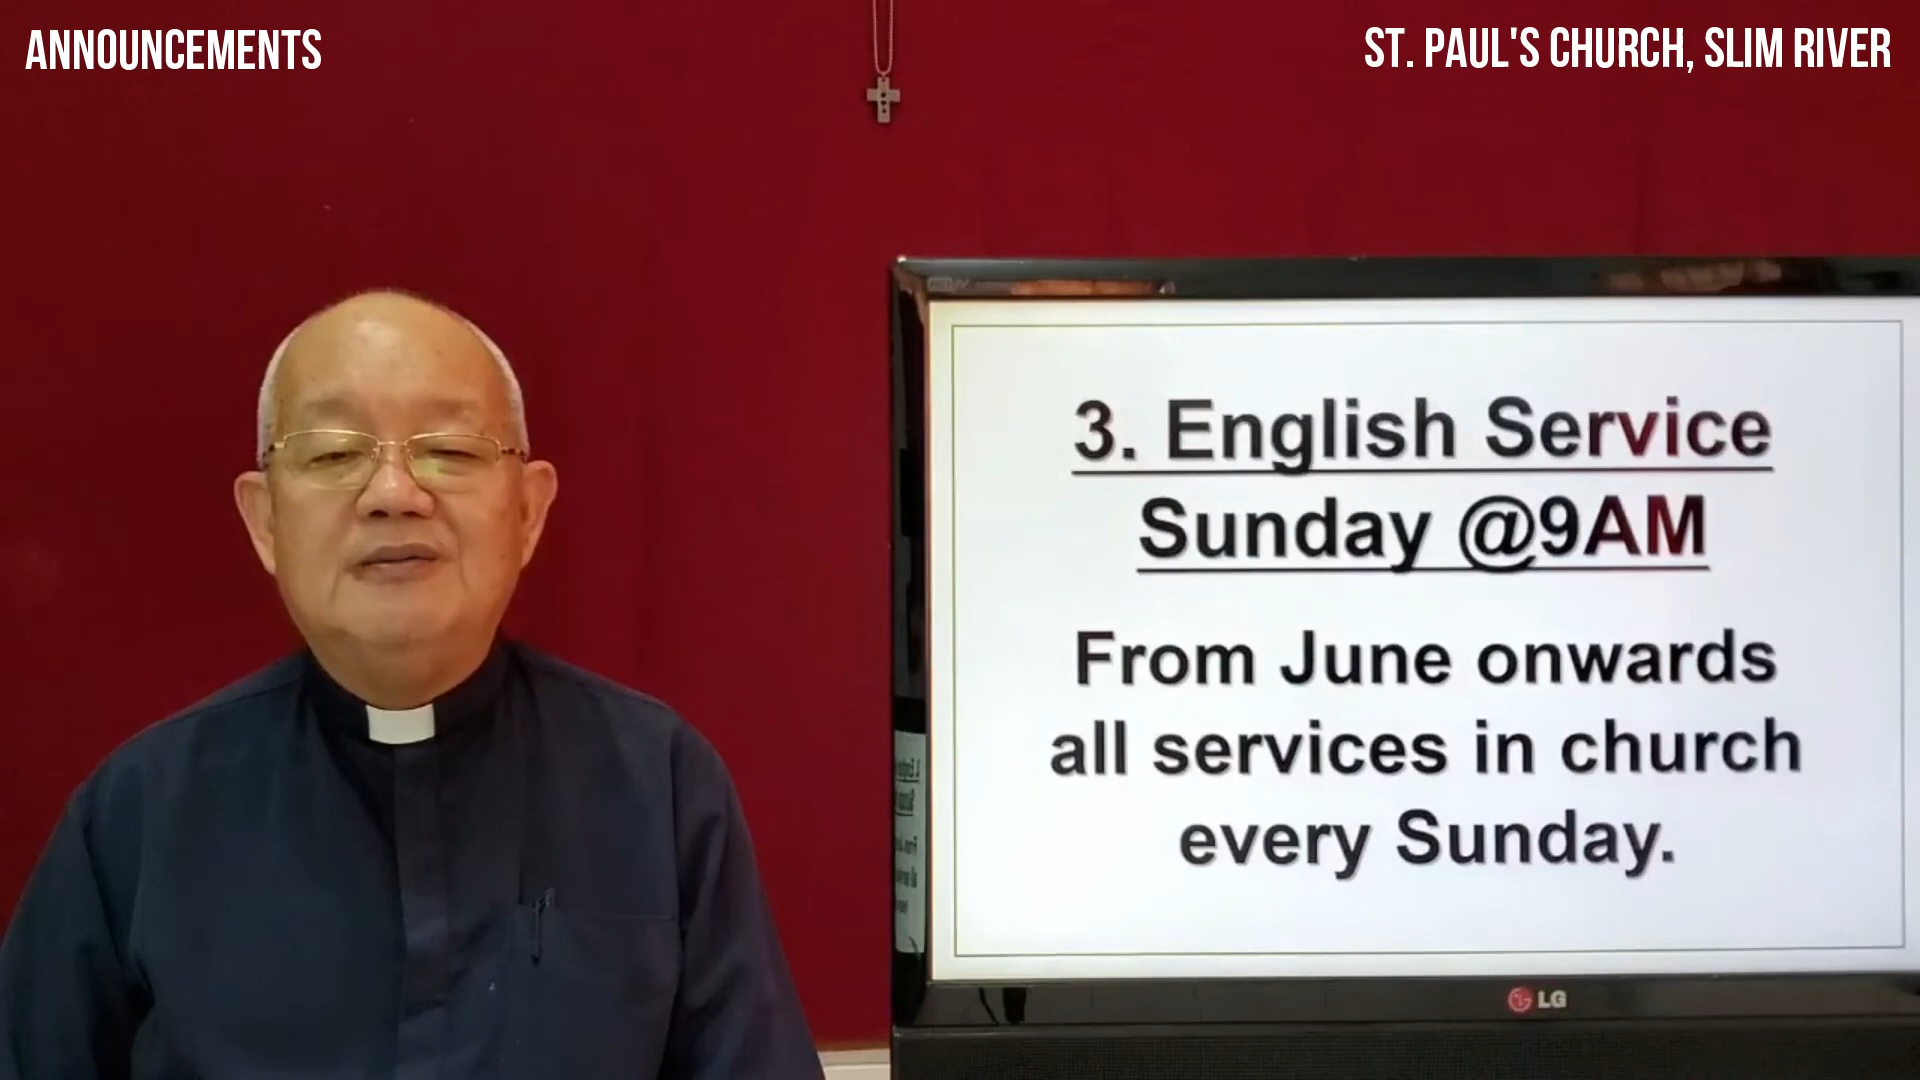 ANNOUNCEMENTS
ST. PAUL'S CHURCH, SLIM RIVER
3. English Service
Sunday @9AM
From June onwards
all services in church
every Sunday.
LG